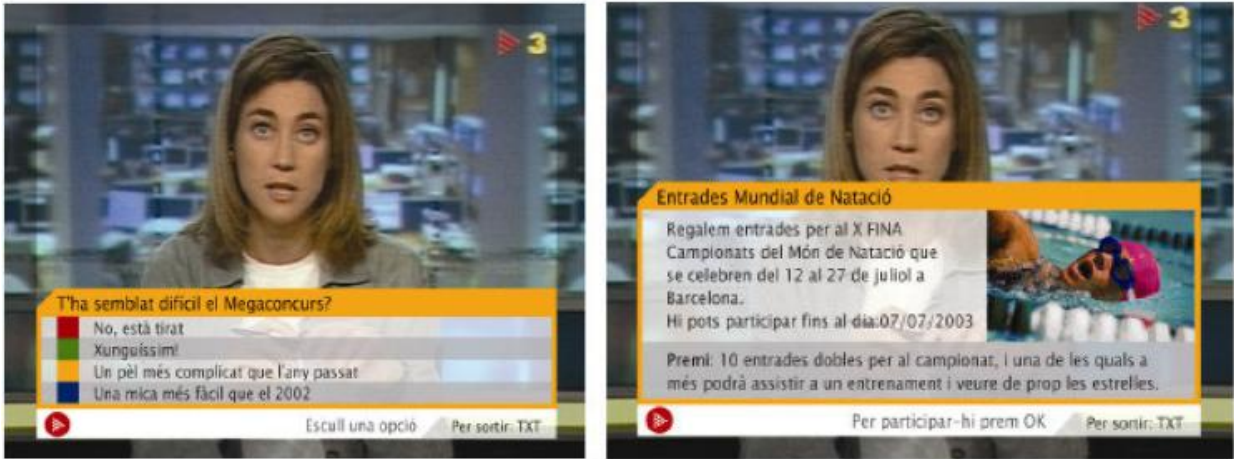 3
T'ha semblat difícil el Megaconcurs?
No, està tirat
Xunguíssim!
Un pèl més complicat que l'any passat
Una mica més fàcil que el 2002
Escull una opció
Per sortir: TXT
3
Entrades Mundial de Natació
Regalem entrades per al X FINA
Campionats del Món de Natació que
se celebren del 12 al 27 de juliol a
Barcelona.
Hi pots participar fins al dia:07/07/2003
Premi: 10 entrades dobles per al campionat, i una de les quals a
més podrà assistir a un entrenament i veure de prop les estrelles.
Per participar-hi prem OK
Per sortir: TXT